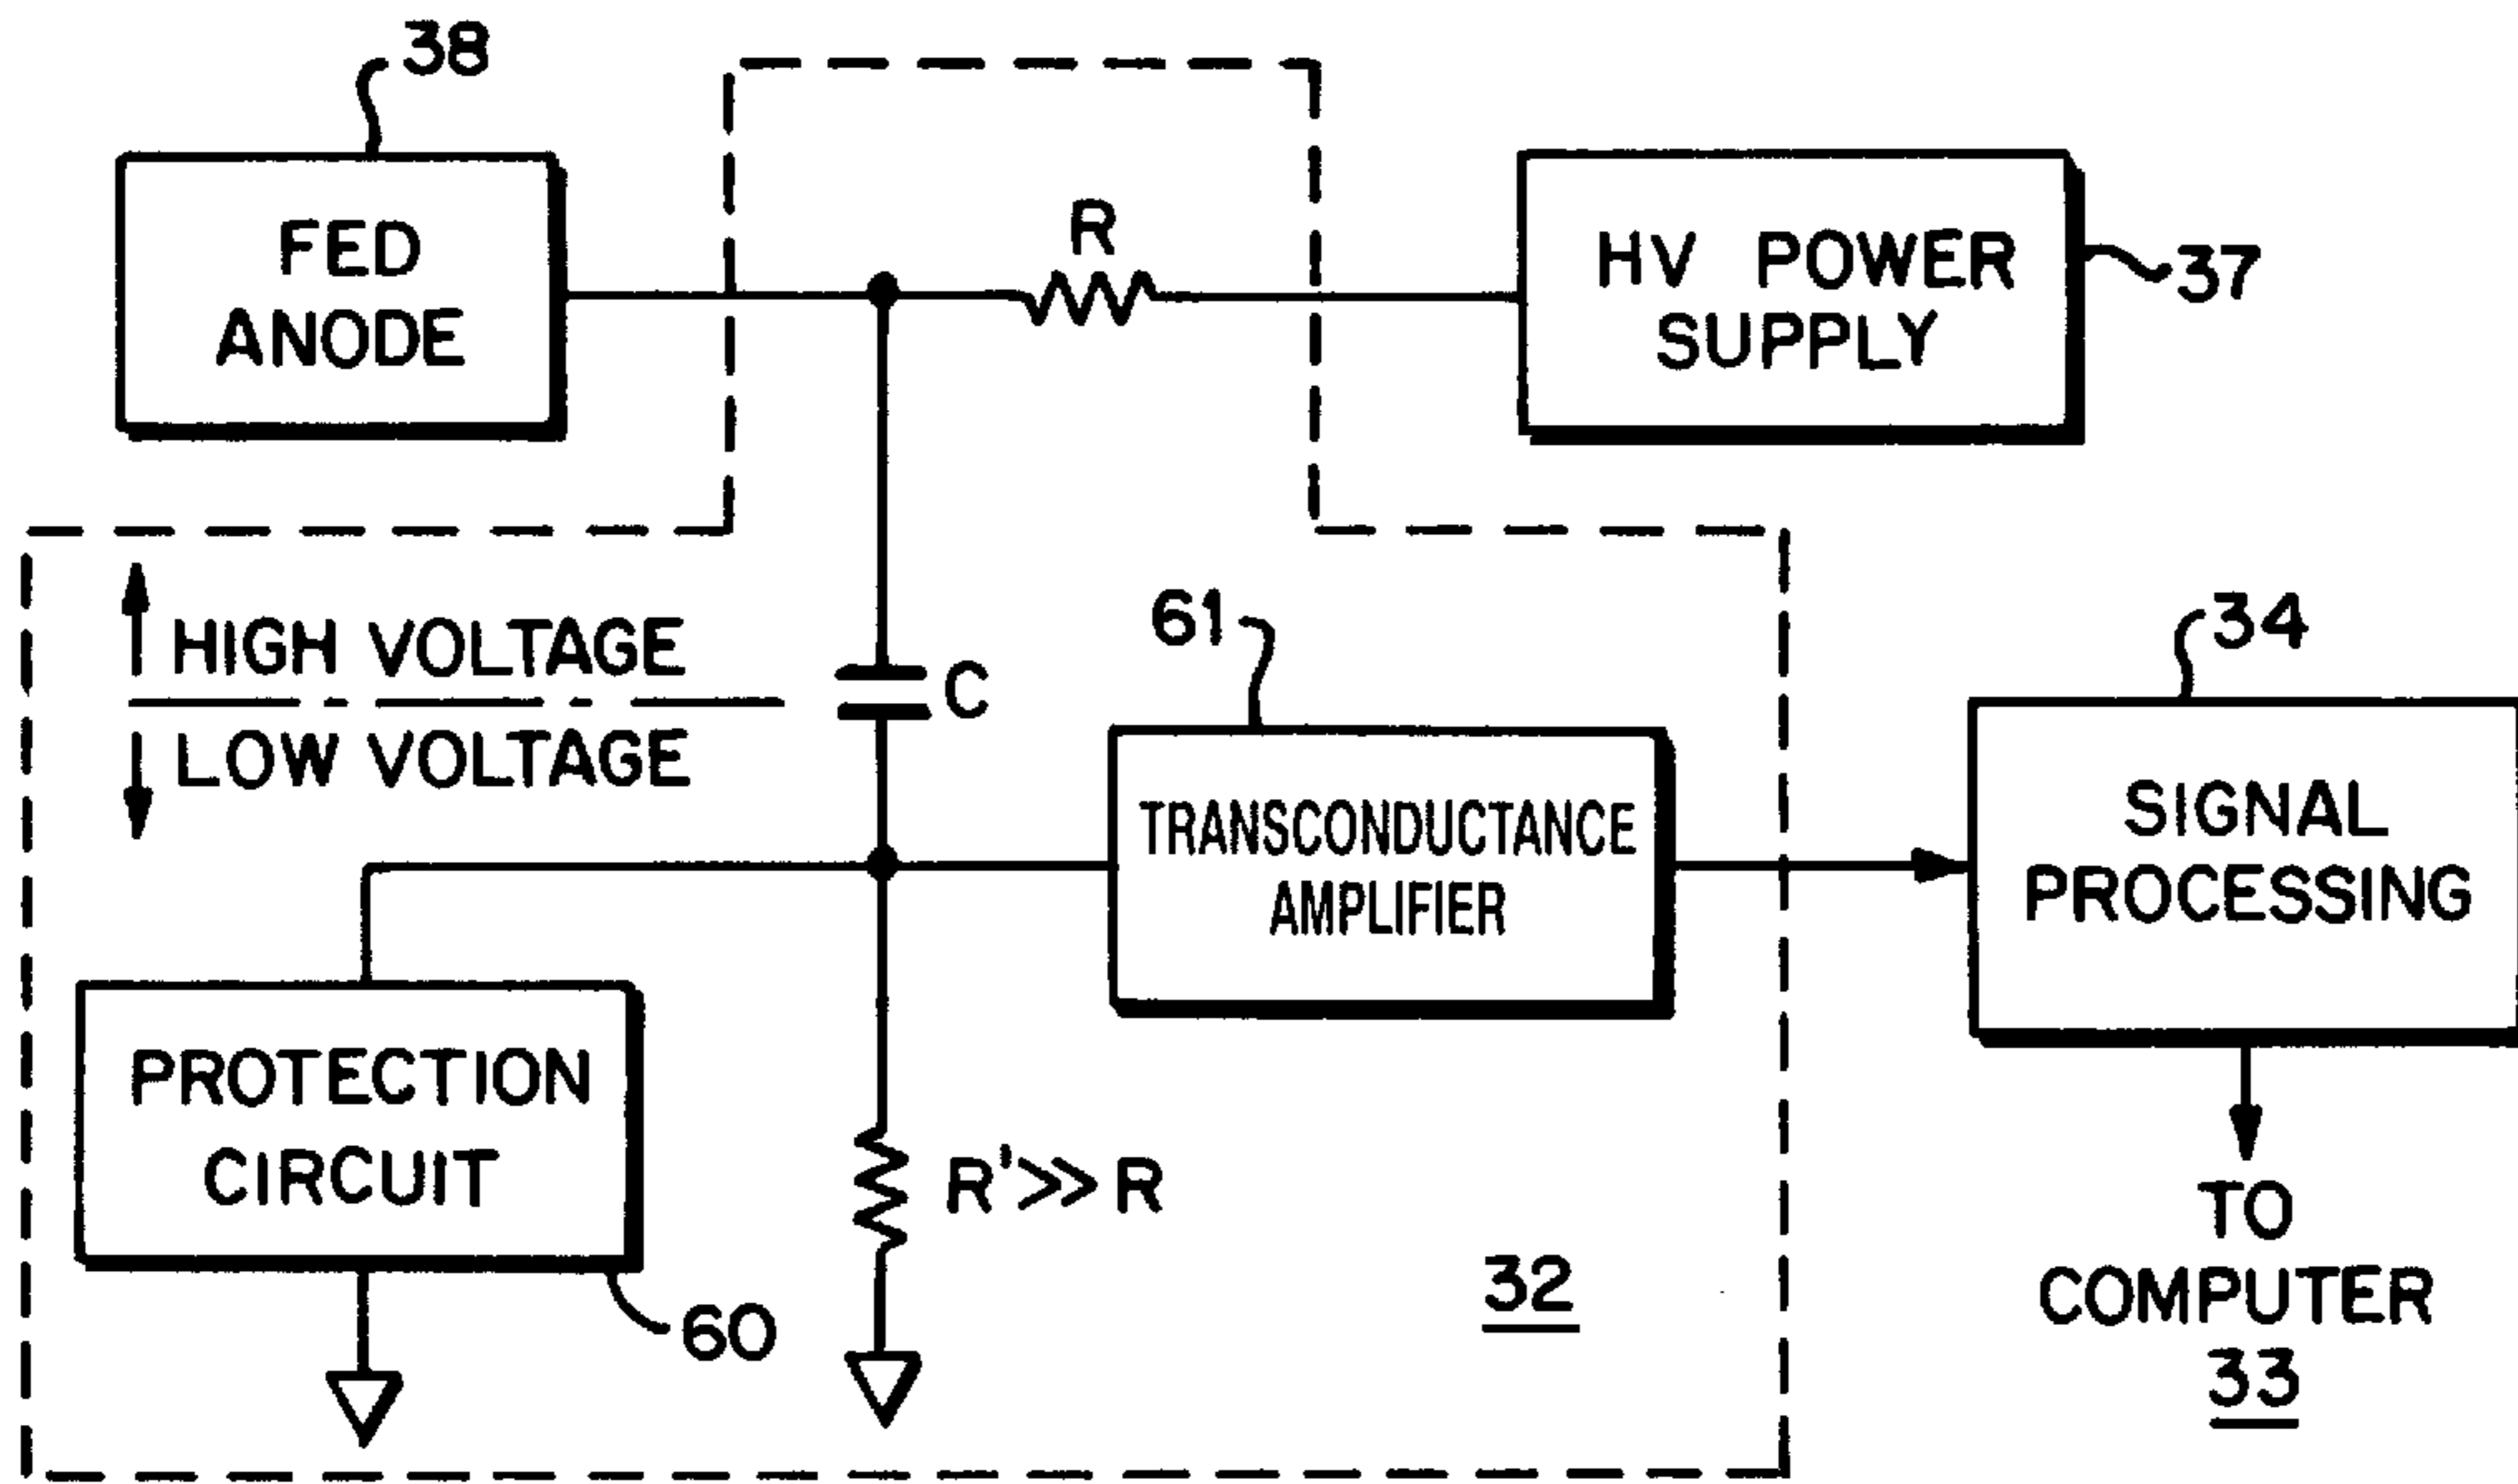 38
FED
ANODE
R
HV POWER
SUPPLY
37
HIGH VOLTAGE
LOW VOLTAGE
C
61
TRANSCONDUCTANCE
AMPLIFIER
34
SIGNAL
PROCESSING
PROTECTION
CIRCUIT
60
R'≫R
32
TO
COMPUTER
33